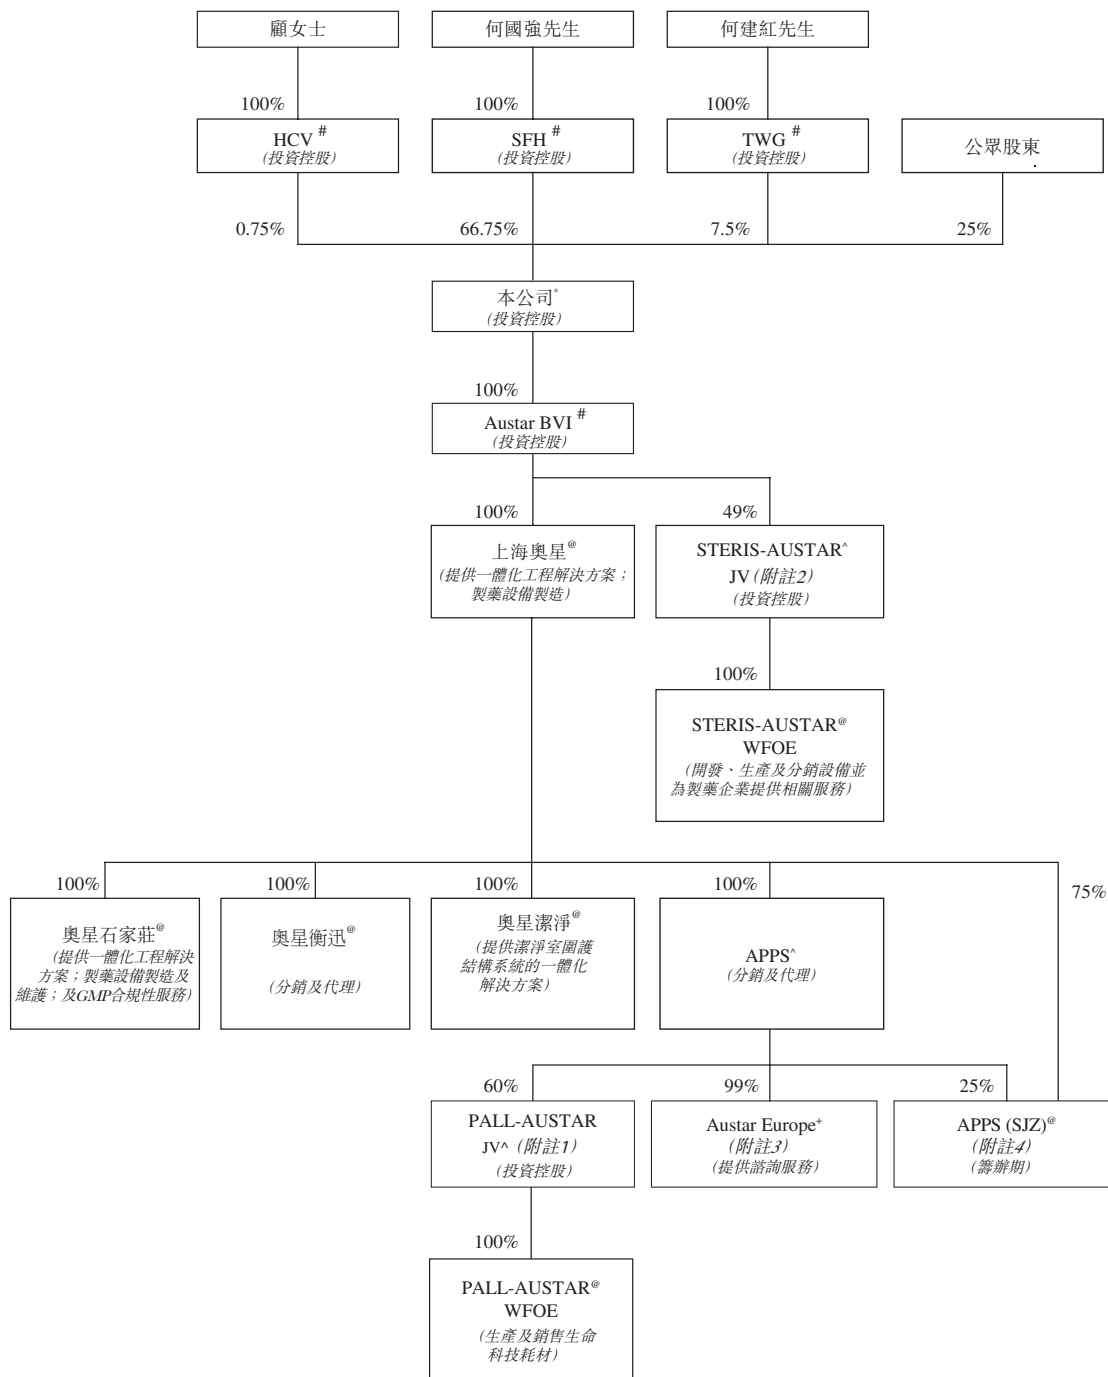 顧女士
何國強先生
何建紅先生
100%
100%
100%
HCV #
(投資控股)
SFH #
(投資控股)
TWG #
(投資控股)
公眾股東
0.75%
66.75%
7.5%
25%
本公司*
(投資控股)
100%
Austar BVI #
(投資控股)
100%
49%
上海奧星@
(提供一體化工程解決方案；
製藥設備製造)
STERIS-AUSTAR^
JV (附註2)
(投資控股)
100%
STERIS-AUSTAR@
WFOE
(開發、生產及分銷設備並
為製藥企業提供相關服務)
100%
100%
100%
100%
75%
奧星石家莊@
(提供一體化工程解決
方案；製藥設備製造及
維護；及GMP合規性服務)
奧星衡迅@
(分銷及代理)
奧星潔淨@
(提供潔淨室圍護
結構系統的一體化
解決方案)
APPS^
(分銷及代理)
60%
99%
25%
PALL-AUSTAR
JV^ (附註1)
(投資控股)
Austar Europe+
(附註3)
(提供諮詢服務)
APPS (SJZ)@
(附註4)
(籌辦期)
100%
PALL-AUSTAR@
WFOE
(生產及銷售生命
科技耗材)